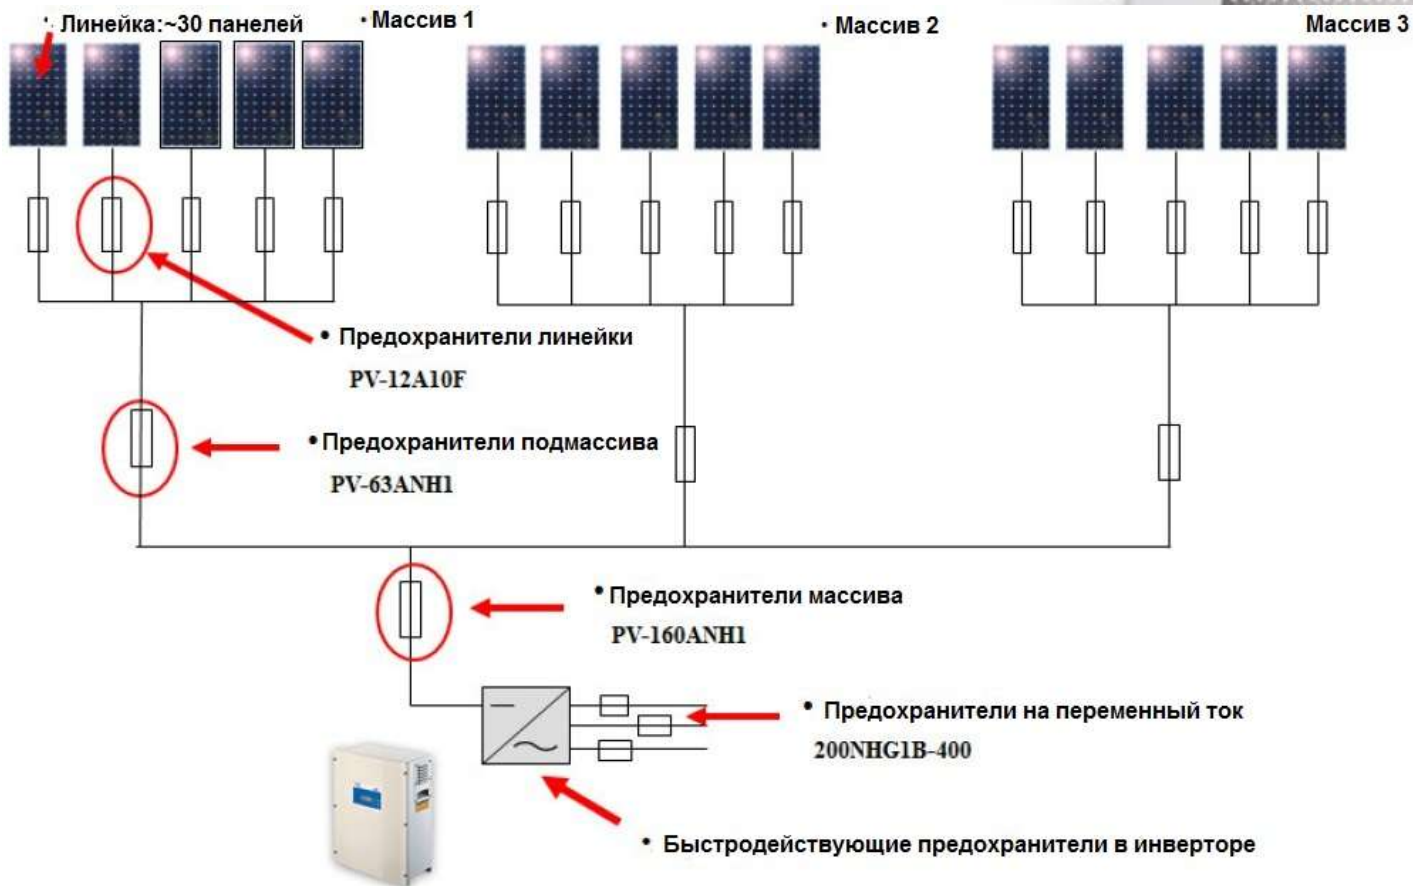 · Линейка:~30 панелей
· Массив 1
· Массив 2
Массив 3
• Предохранители линейки
PV-12A10F
• Предохранители подмассива
PV-63ANH1
• Предохранители массива
PV-160ANH1
• Предохранители на переменный ток
200NHG1B-400
• Быстродействующие предохранители в инверторе